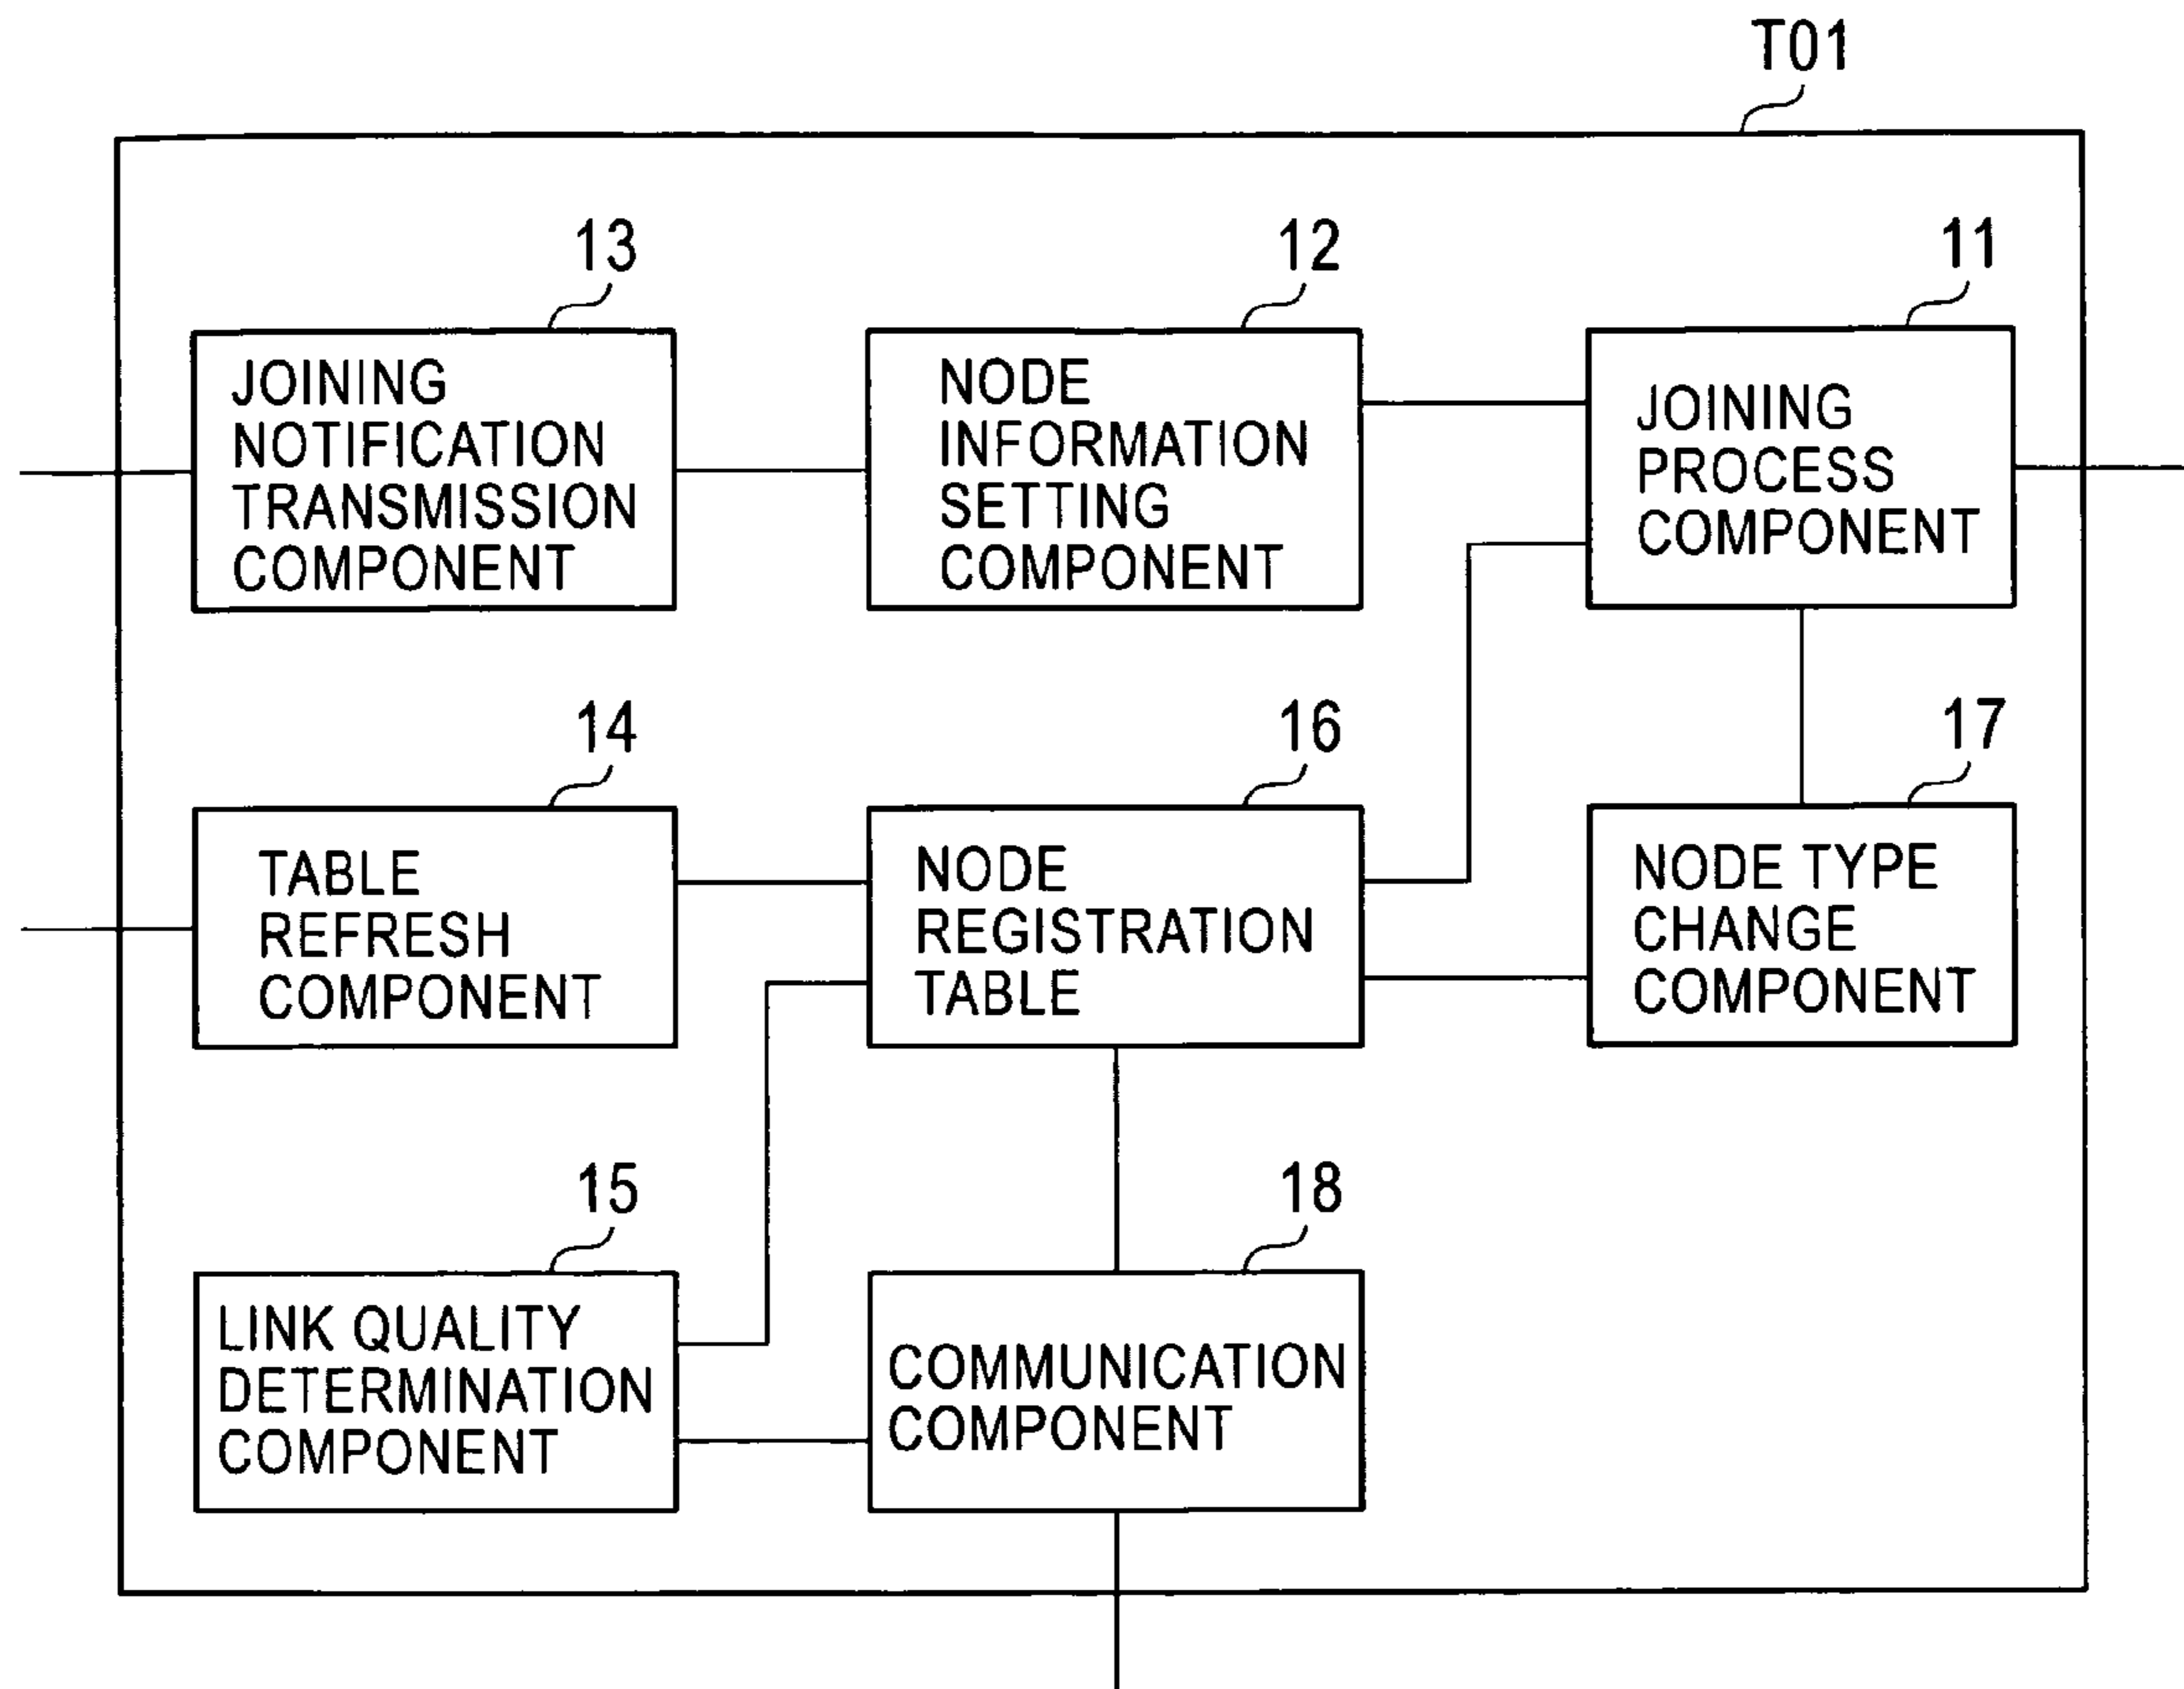 T01
13
JOINING
NOTIFICATION
TRANSMISSION
COMPONENT
12
NODE
INFORMATION
SETTING
COMPONENT
11
JOINING
PROCESS
COMPONENT
14
TABLE
REFRESH
COMPONENT
16
NODE
REGISTRATION
TABLE
17
NODE TYPE
CHANGE
COMPONENT
15
LINK QUALITY
DETERMINATION
COMPONENT
18
COMMUNICATION
COMPONENT